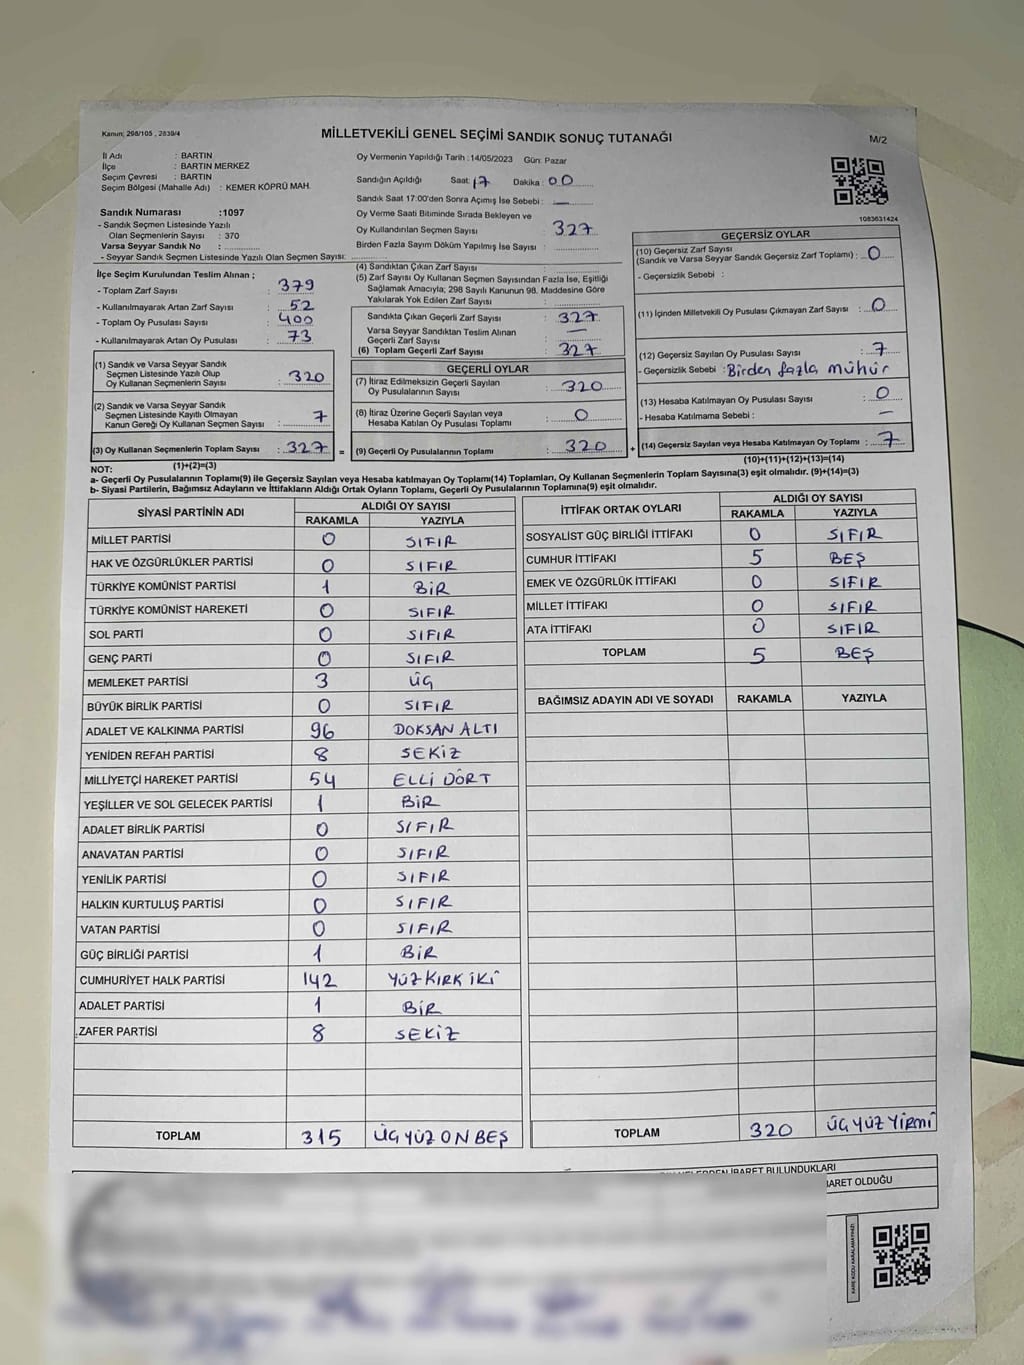 Kanun; 298/105 , 2839/4
MİLLETVEKİLİ GENEL SEÇİMİ SANDIK SONUÇ TUTANAĞI
M/2
İl Adı : BARTIN
İlçe : BARTIN MERKEZ
Seçim Çevresi : BARTIN
Seçim Bölgesi (Mahalle Adı) : KEMER KÖPRÜ MAH.
Oy Vermenin Yapıldığı Tarih :14/05/2023 Gün: Pazar
Sandığın Açıldığı Saat: 17 Dakika : 00
Sandık Saat 17:00'den Sonra Açımış İse Sebebi : —
Oy Verme Saati Bitiminde Sırada Bekleyen ve
Oy Kullandırılan Seçmen Sayısı : 327
Birden Fazla Sayım Döküm Yapılmış İse Sayısı :
1083631424
Sandık Numarası :1097
- Sandık Seçmen Listesinde Yazılı
Olan Seçmenlerin Sayısı : 370
Varsa Seyyar Sandık No :
- Seyyar Sandık Seçmen Listesinde Yazılı Olan Seçmen Sayısı:
İlçe Seçim Kurulundan Teslim Alınan ;
- Toplam Zarf Sayısı : 379
- Kullanılmayarak Artan Zarf Sayısı : 52
- Toplam Oy Pusulası Sayısı : 400
- Kullanılmayarak Artan Oy Pusulası : 73
(4) Sandıktan Çıkan Zarf Sayısı :
(5) Zarf Sayısı Oy Kullanan Seçmen Sayısından Fazla İse, Eşitliği
Sağlamak Amacıyla; 298 Sayılı Kanunun 98. Maddesine Göre
Yakılarak Yok Edilen Zarf Sayısı :
Sandıkta Çıkan Geçerli Zarf Sayısı : 327
Varsa Seyyar Sandıktan Teslim Alınan
Geçerli Zarf Sayısı : —
(6) Toplam Geçerli Zarf Sayısı : 327
GEÇERSİZ OYLAR
(10) Geçersiz Zarf Sayısı
(Sandık ve Varsa Seyyar Sandık Geçersiz Zarf Toplamı) : 0
- Geçersizlik Sebebi :
(11) İçinden Milletvekili Oy Pusulası Çıkmayan Zarf Sayısı : 0
(12) Geçersiz Sayılan Oy Pusulası Sayısı : 7
- Geçersizlik Sebebi : Birden fazla mühür
(13) Hesaba Katılmayan Oy Pusulası Sayısı : 0
- Hesaba Katılmama Sebebi : —
(14) Geçersiz Sayılan veya Hesaba Katılmayan Oy Toplamı : 7
(10)+(11)+(12)+(13)=(14)
(1) Sandık ve Varsa Seyyar Sandık
Seçmen Listesinde Yazılı Olup
Oy Kullanan Seçmenlerin Sayısı : 320
(2) Sandık ve Varsa Seyyar Sandık
Seçmen Listesinde Kayıtlı Olmayan
Kanun Gereği Oy Kullanan Seçmen Sayısı : 7
(3) Oy Kullanan Seçmenlerin Toplam Sayısı : 327 =
(1)+(2)=(3)
GEÇERLİ OYLAR
(7) İtiraz Edilmeksizin Geçerli Sayılan
Oy Pusulalarının Sayısı : 320
(8) İtiraz Üzerine Geçerli Sayılan veya
Hesaba Katılan Oy Pusulası Toplamı : 0
(9) Geçerli Oy Pusulalarının Toplamı : 320 +
NOT:
a- Geçerli Oy Pusulalarının Toplamı(9) ile Geçersiz Sayılan veya Hesaba katılmayan Oy Toplamı(14) Toplamları, Oy Kullanan Seçmenlerin Toplam Sayısına(3) eşit olmalıdır. (9)+(14)=(3)
b- Siyasi Partilerin, Bağımsız Adayların ve İttifakların Aldığı Ortak Oyların Toplamı, Geçerli Oy Pusulalarının Toplamına(9) eşit olmalıdır.
SİYASİ PARTİNİN ADI ALDIĞI OY SAYISI
RAKAMLA YAZIYLA
MİLLET PARTİSİ 0 SIFIR
HAK VE ÖZGÜRLÜKLER PARTİSİ 0 SIFIR
TÜRKİYE KOMÜNİST PARTİSİ 1 BİR
TÜRKİYE KOMÜNİST HAREKETİ 0 SIFIR
SOL PARTİ 0 SIFIR
GENÇ PARTİ 0 SIFIR
MEMLEKET PARTİSİ 3 ÜÇ
BÜYÜK BİRLİK PARTİSİ 0 SIFIR
ADALET VE KALKINMA PARTİSİ 96 DOKSAN ALTI
YENİDEN REFAH PARTİSİ 8 SEKİZ
MİLLİYETÇİ HAREKET PARTİSİ 54 ELLİ DÖRT
YEŞİLLER VE SOL GELECEK PARTİSİ 1 BİR
ADALET BİRLİK PARTİSİ 0 SIFIR
ANAVATAN PARTİSİ 0 SIFIR
YENİLİK PARTİSİ 0 SIFIR
HALKIN KURTULUŞ PARTİSİ 0 SIFIR
VATAN PARTİSİ 0 SIFIR
GÜÇ BİRLİĞİ PARTİSİ 1 BİR
CUMHURİYET HALK PARTİSİ 142 YÜZ KIRK İKİ
ADALET PARTİSİ 1 BİR
ZAFER PARTİSİ 8 SEKİZ
TOPLAM 315 ÜÇ YÜZ ON BEŞ
İTTİFAK ORTAK OYLARI ALDIĞI OY SAYISI
RAKAMLA YAZIYLA
SOSYALİST GÜÇ BİRLİĞİ İTTİFAKI 0 SIFIR
CUMHUR İTTİFAKI 5 BEŞ
EMEK VE ÖZGÜRLÜK İTTİFAKI 0 SIFIR
MİLLET İTTİFAKI 0 SIFIR
ATA İTTİFAKI 0 SIFIR
TOPLAM 5 BEŞ
BAĞIMSIZ ADAYIN ADI VE SOYADI RAKAMLA YAZIYLA
TOPLAM 320 ÜÇ YÜZ YİRMİ
İBARET BULUNDUKLARI
OLDUĞU